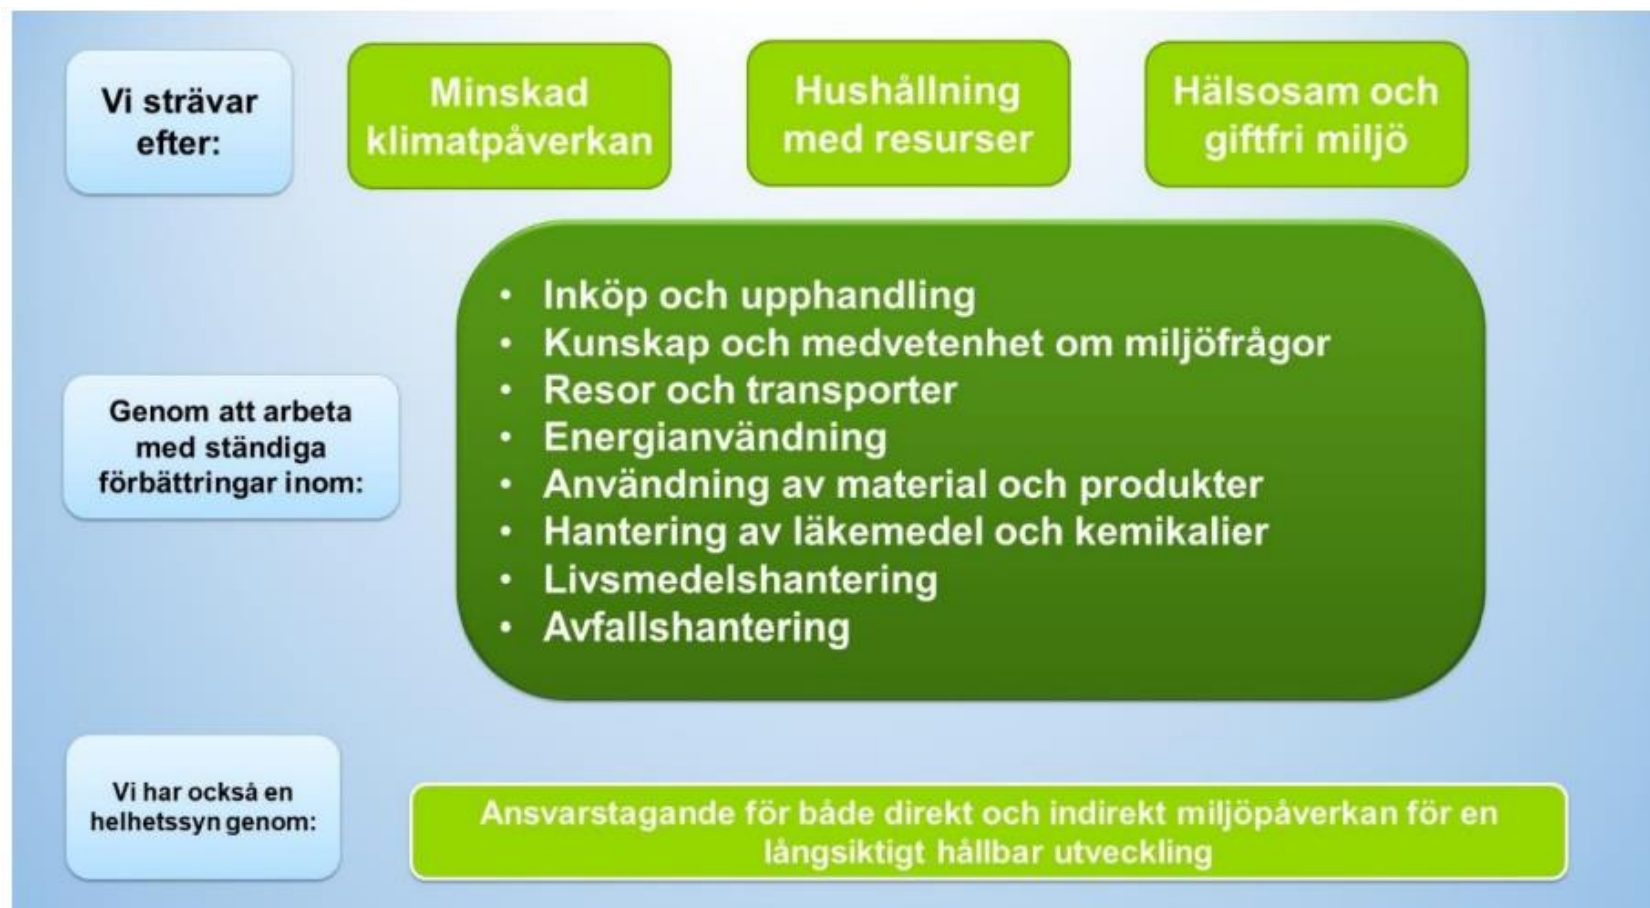 Vi strävar
efter:
Minskad
klimatpåverkan
Hushållning
med resurser
Hälsosam och
giftfri miljö
Genom att arbeta
med ständiga
förbättringar inom:
• Inköp och upphandling
• Kunskap och medvetenhet om miljöfrågor
• Resor och transporter
• Energianvändning
• Användning av material och produkter
• Hantering av läkemedel och kemikalier
• Livsmedelshantering
• Avfallshantering
Vi har också en
helhetssyn genom:
Ansvarstagande för både direkt och indirekt miljöpåverkan för en
långsiktigt hållbar utveckling